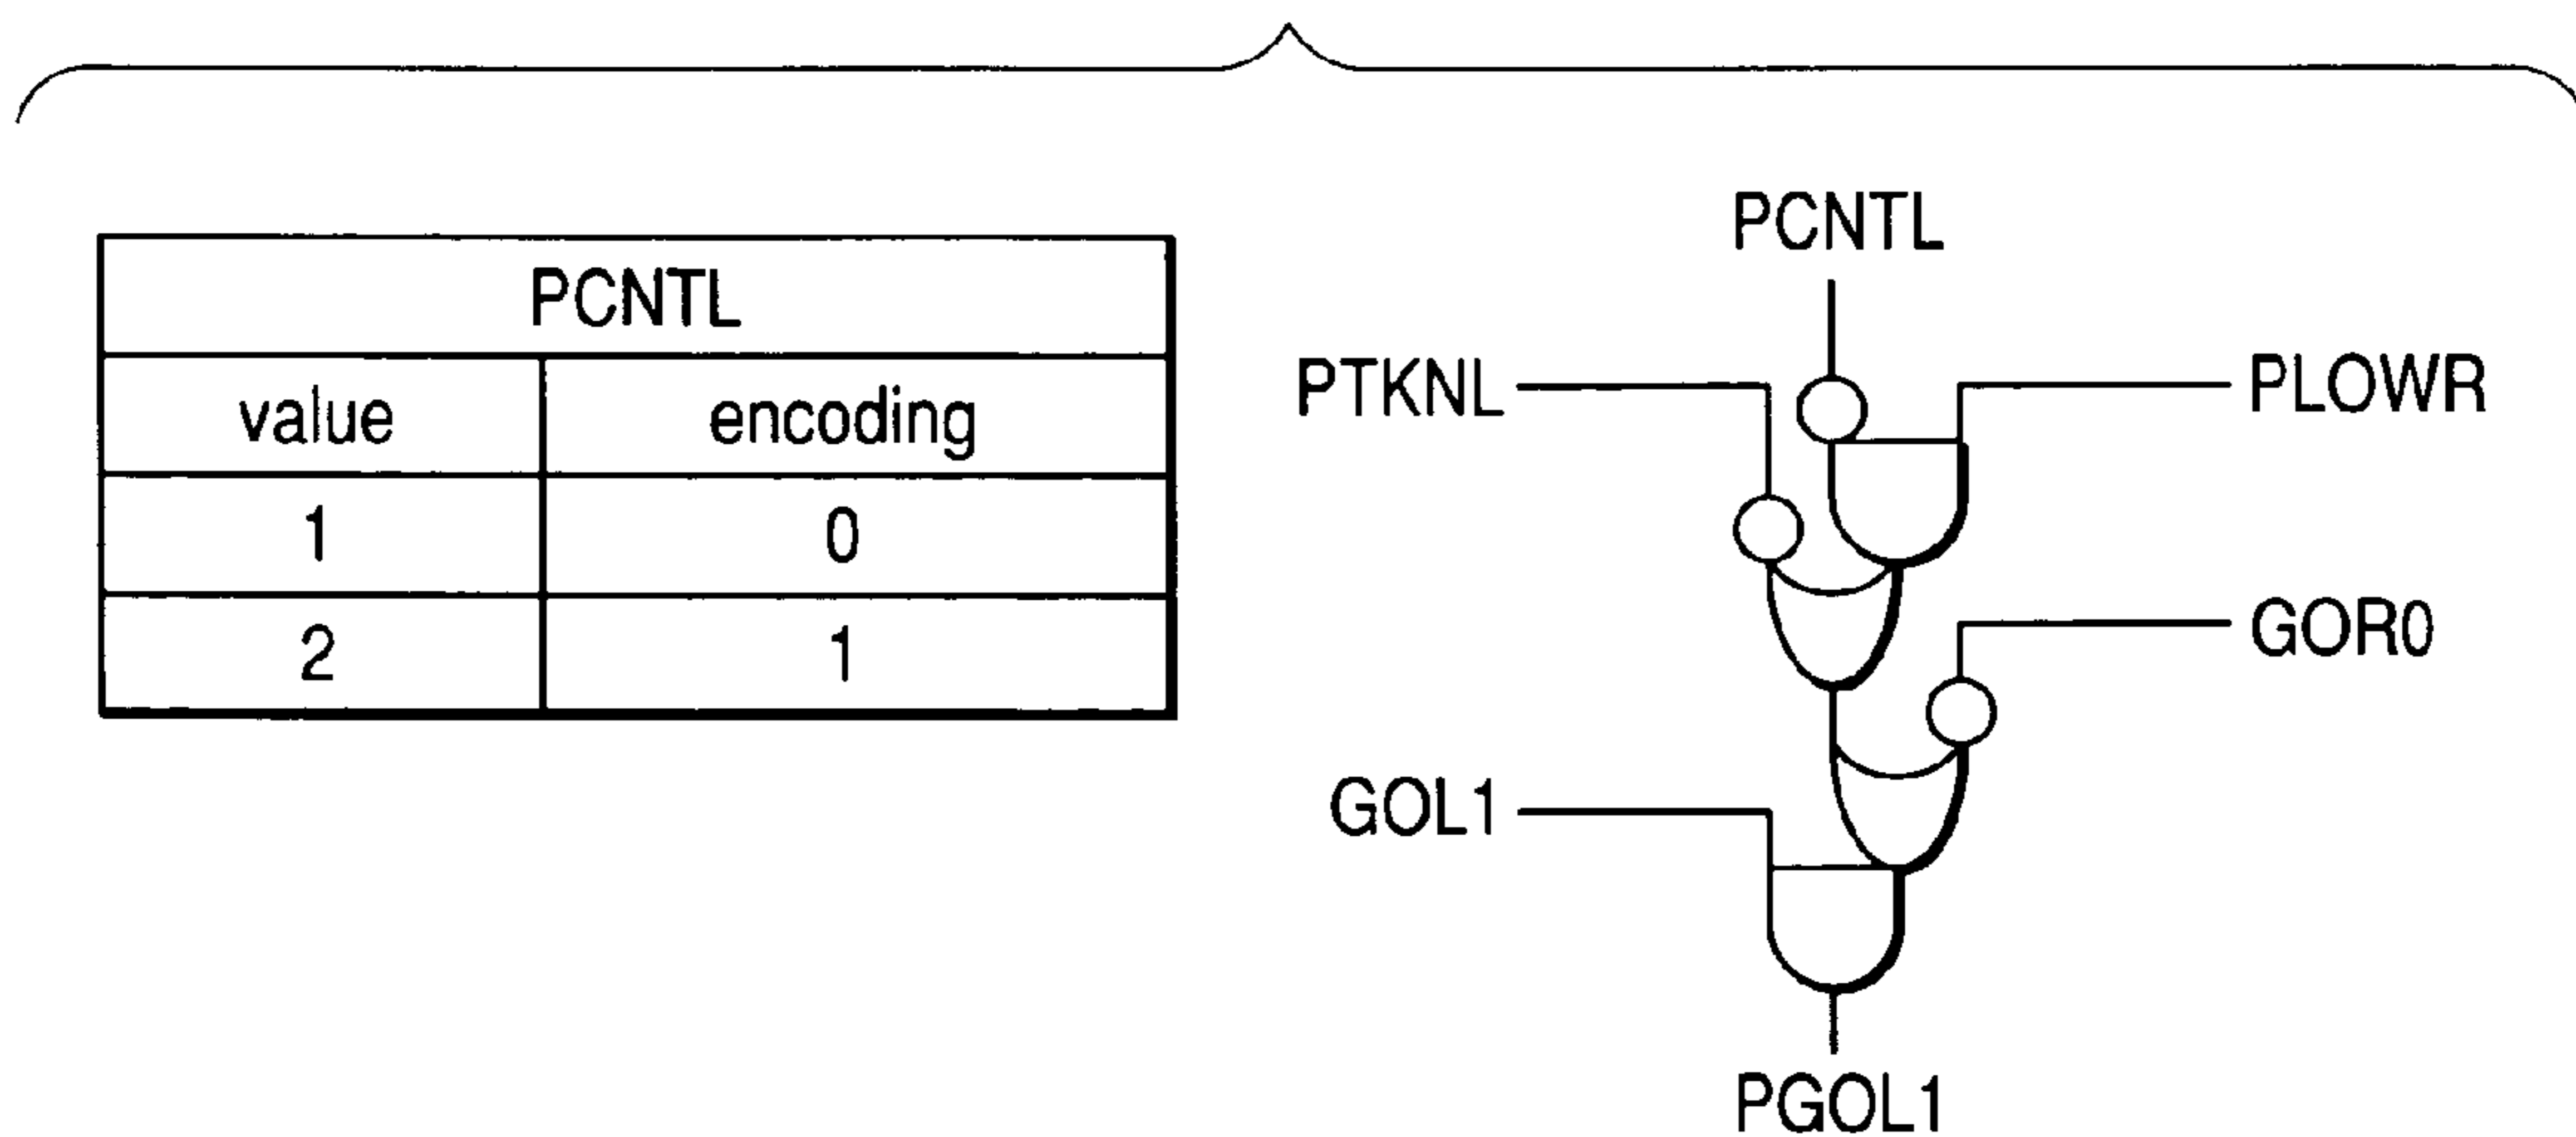 PCNTL
value encoding
1 0
2 1
PCNTL
PTKNL PLOWR
GOR0
GOL1
PGOL1